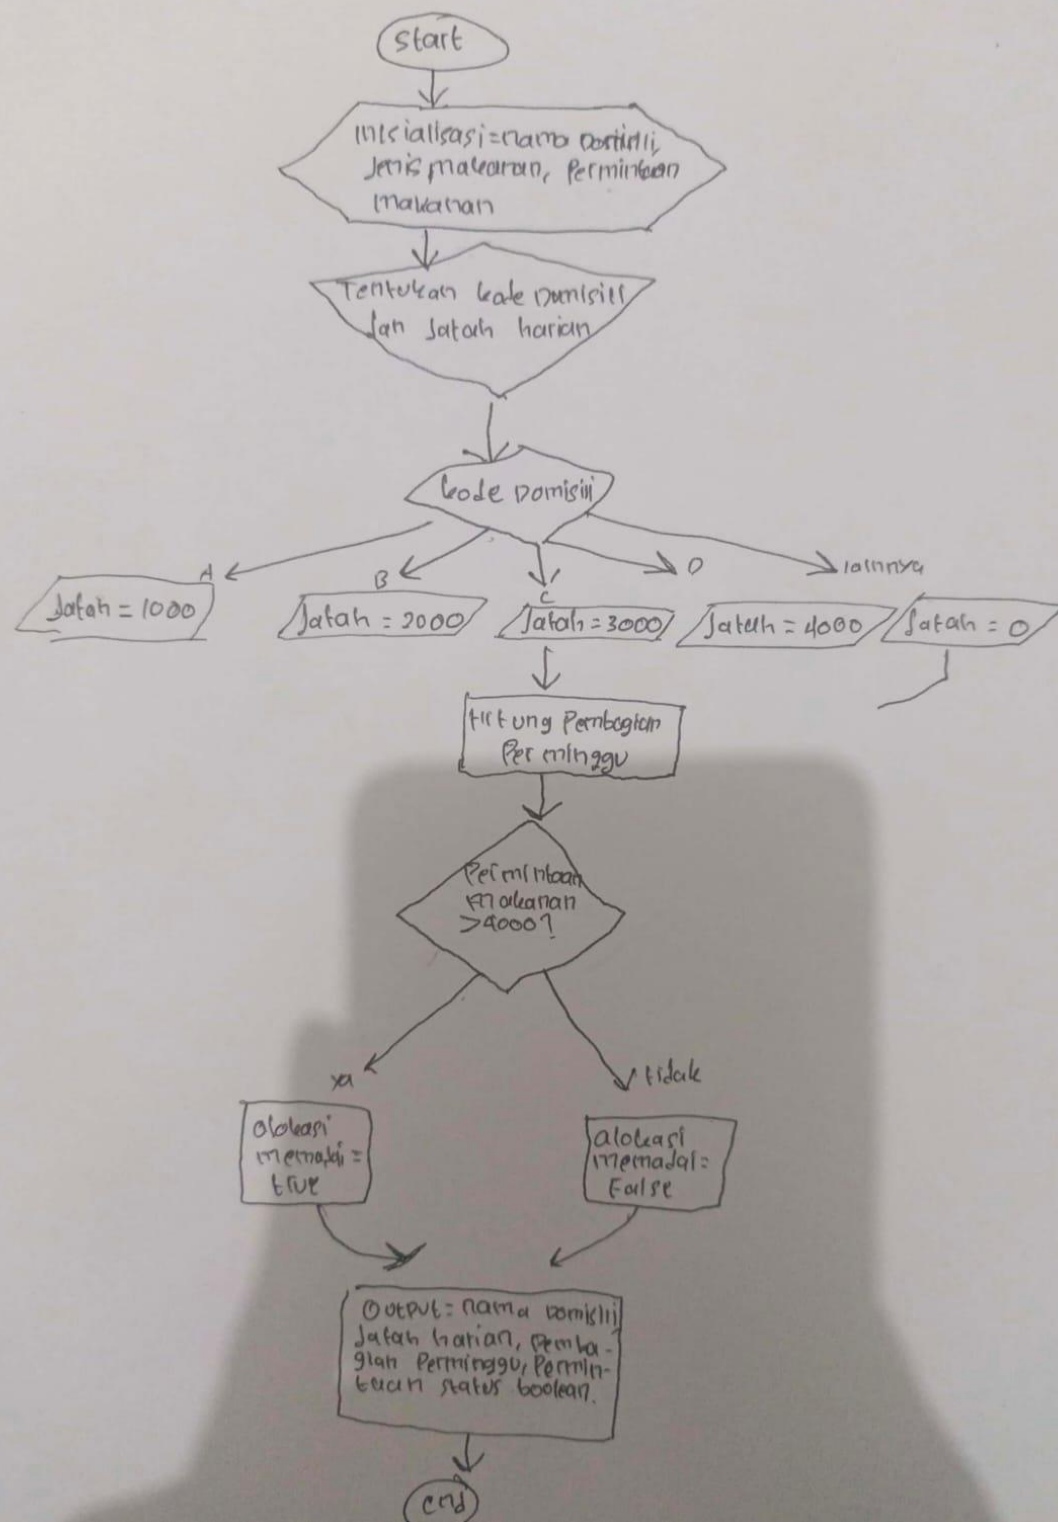 start
Inisialisasi = nama Domisili,
Jenis makanan, Permintaan
makanan
Tentukan kode Domisili
dan Jatah harian
kode Domisili
A
B
C
D
lainnya
Jatah = 1000
Jatah = 2000
Jatah = 3000
Jatah = 4000
Jatah = 0
Hitung Pembagian
Per minggu
Permintaan
makanan
>4000?
ya
tidak
alokasi
memadai =
true
alokasi
memadai =
False
Output = nama Domisili
Jatah harian, Pemba-
gian Perminggu, Permin-
taan status boolean.
end